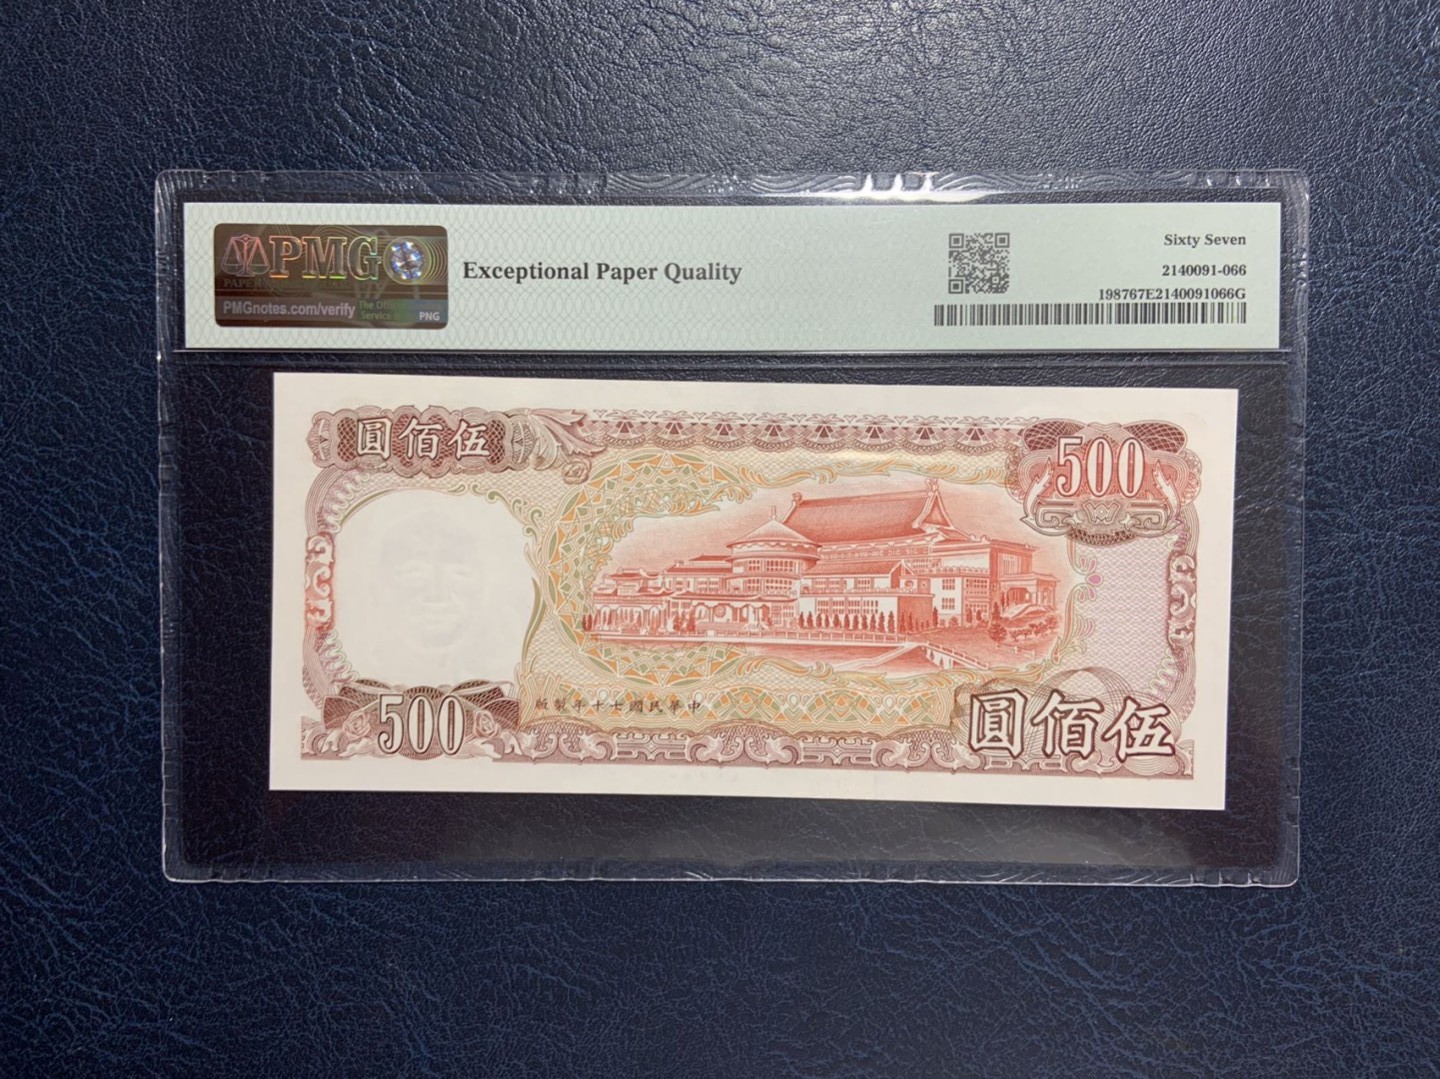 PMG
Exceptional Paper Quality
Sixty Seven
2140091-066
198767E2140091066G
PMGnotes.com/verify
PNG
圓佰伍
500
版製年十七國民華中
500
圓佰伍